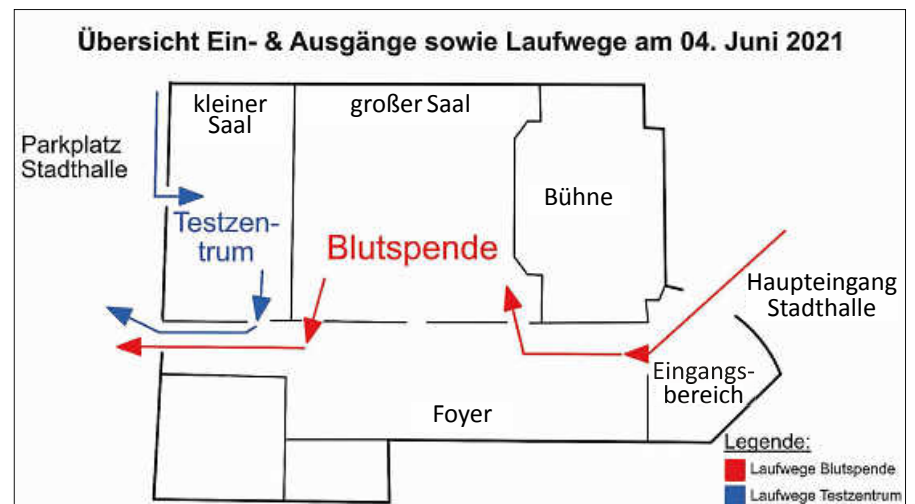 Übersicht Ein- & Ausgänge sowie Laufwege am 04. Juni 2021
kleiner
Saal
großer Saal
Parkplatz
Stadthalle
Bühne
Testzen-
trum
Blutspende
Haupteingang
Stadthalle
Eingangs-
bereich
Foyer
Legende:
Laufwege Blutspende
Laufwege Testzentrum